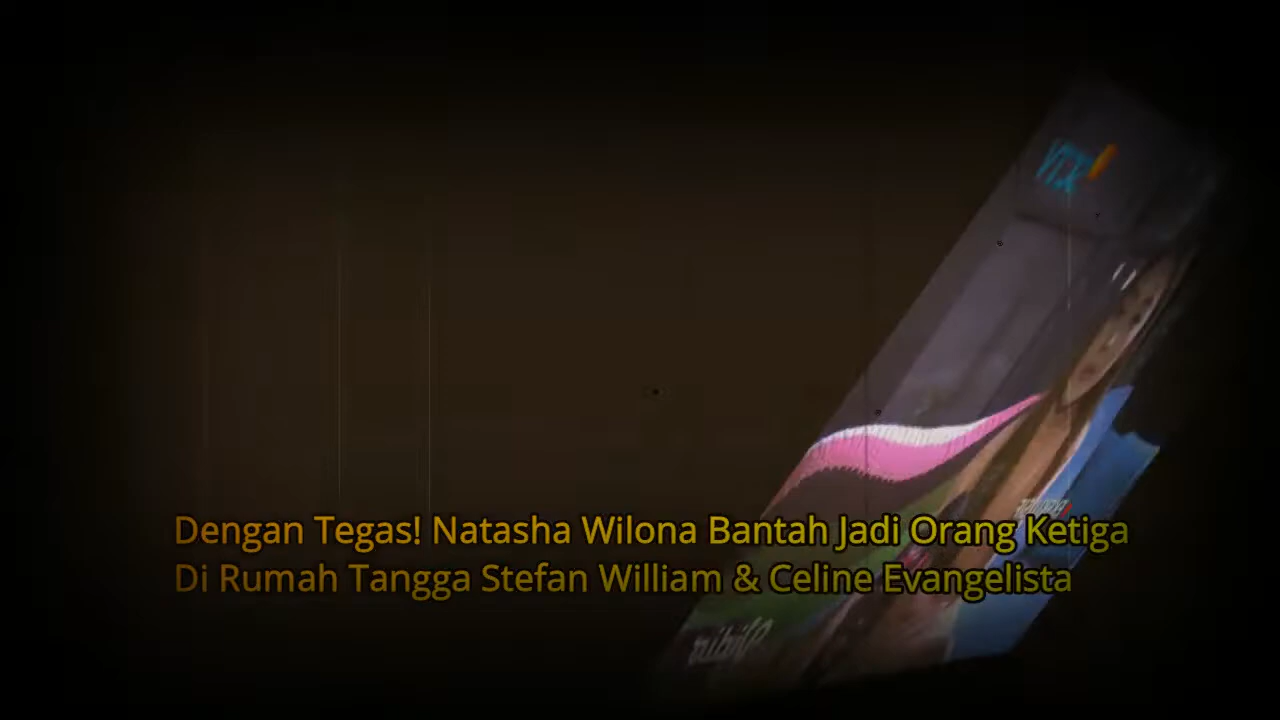 Dengan Tegas! Natasha Wilona Bantah Jadi Orang Ketiga
Di Rumah Tangga Stefan William & Celine Evangelista